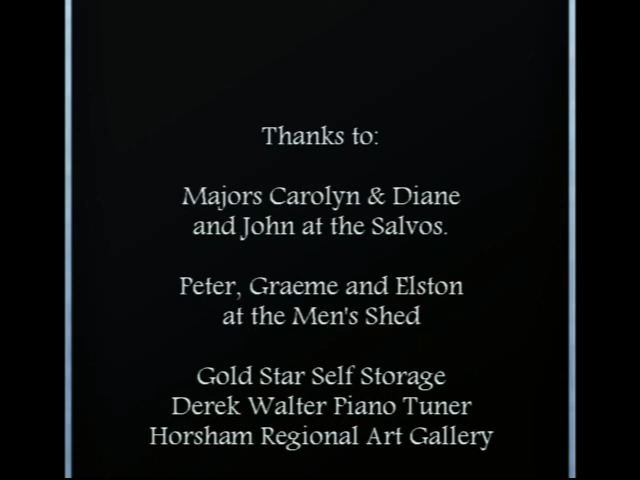 Thanks to:
Majors Carolyn & Diane
and John at the Salvos.
Peter, Graeme and Elston
at the Men's Shed
Gold Star Self Storage
Derek Walter Piano Tuner
Horsham Regional Art Gallery